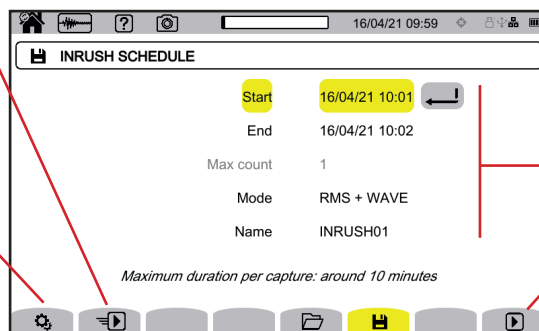 ?
16/04/21 09:59
INRUSH SCHEDULE
Start 16/04/21 10:01
End 16/04/21 10:02
Max count 1
Mode RMS + WAVE
Name INRUSH01
Maximum duration per capture: around 10 minutes